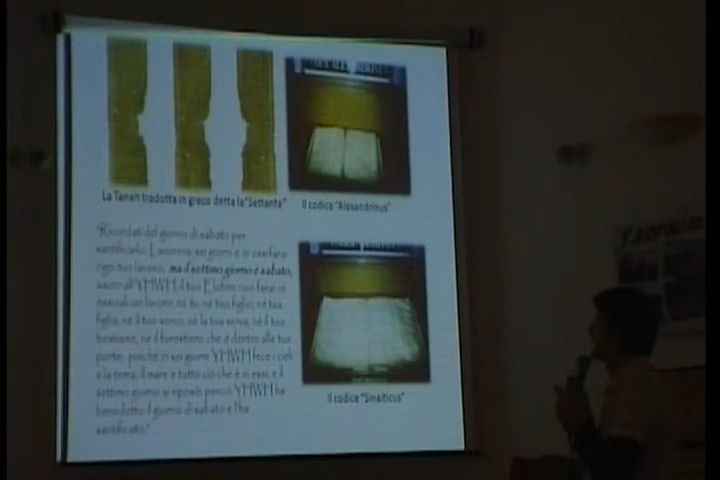 La Tanah tradotta in greco detta la "Settanta"
Il codice "Alexandrinus"
"Ricordati del giorno di sabato per
santificarlo. Lavorerai sei giorni e in essi farai
ogni tuo lavoro, ma il settimo giorno è sabato,
sacro all'YHWH il tuo Elohim non farai in
esso alcun lavoro, né tu, né tuo figlio, né tua
figlia, né il tuo servo, né la tua serva, né il tuo
bestiame, né il forestiero che è dentro alle tue
porte; poiché in sei giorni YHWH fece i cieli
e la terra, il mare e tutto ciò che è in essi, e il
settimo giorno si riposò; perciò YHWH ha
benedetto il giorno di sabato e l'ha
santificato."
Il codice "Sinaiticus"